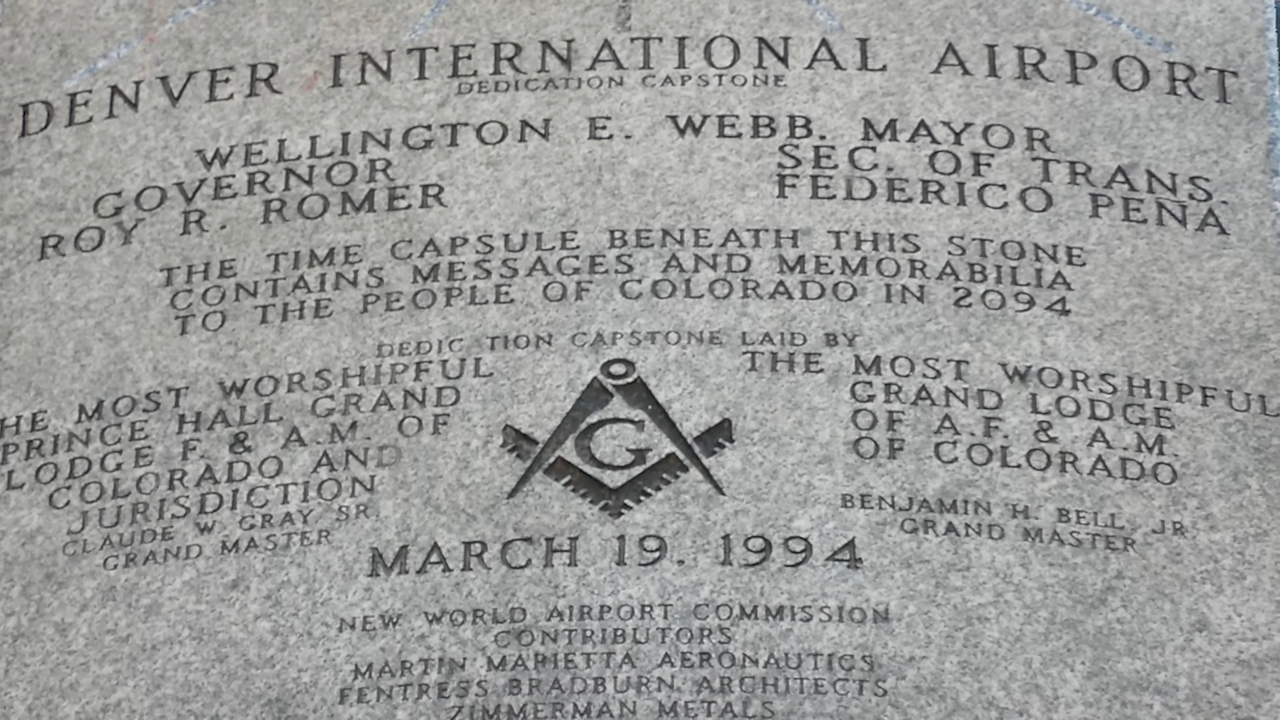 DENVER INTERNATIONAL AIRPORT
DEDICATION CAPSTONE
WELLINGTON E. WEBB. MAYOR
GOVERNOR
ROY R. ROMER
SEC. OF TRANS.
FEDERICO PENA
THE TIME CAPSULE BENEATH THIS STONE
CONTAINS MESSAGES AND MEMORABILIA
TO THE PEOPLE OF COLORADO IN 2094
DEDIC TION CAPSTONE LAID BY
HE MOST WORSHIPFUL
PRINCE HALL GRAND
LODGE F. & A.M. OF
COLORADO AND
JURISDICTION
CLAUDE W. GRAY SR.
GRAND MASTER
G
THE MOST WORSHIPFUL
GRAND LODGE
OF A.F. & A.M.
OF COLORADO
BENJAMIN H. BELL, JR.
GRAND MASTER
MARCH 19. 1994
NEW WORLD AIRPORT COMMISSION
CONTRIBUTORS
MARTIN MARIETTA AERONAUTICS
FENTRESS BRADBURN ARCHITECTS
ZIMMERMAN METALS